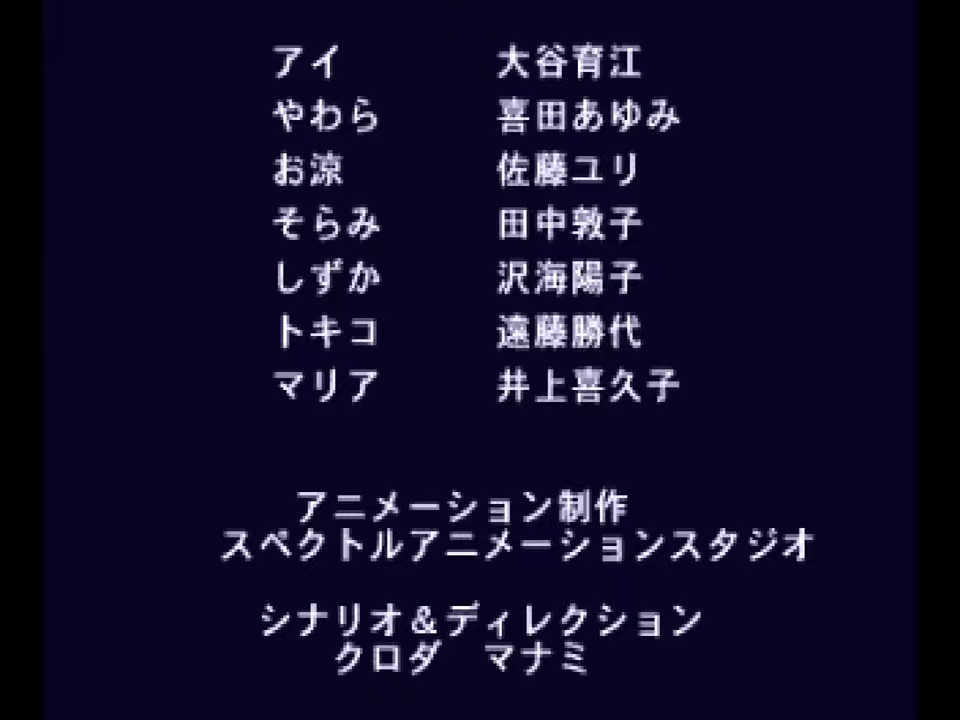 アイ 大谷育江
やわら 喜田あゆみ
お涼 佐藤ユリ
そらみ 田中敦子
しずか 沢海陽子
トキコ 遠藤勝代
マリア 井上喜久子
アニメーション制作
スペクトルアニメーションスタジオ
シナリオ＆ディレクション
クロダ　マナミ